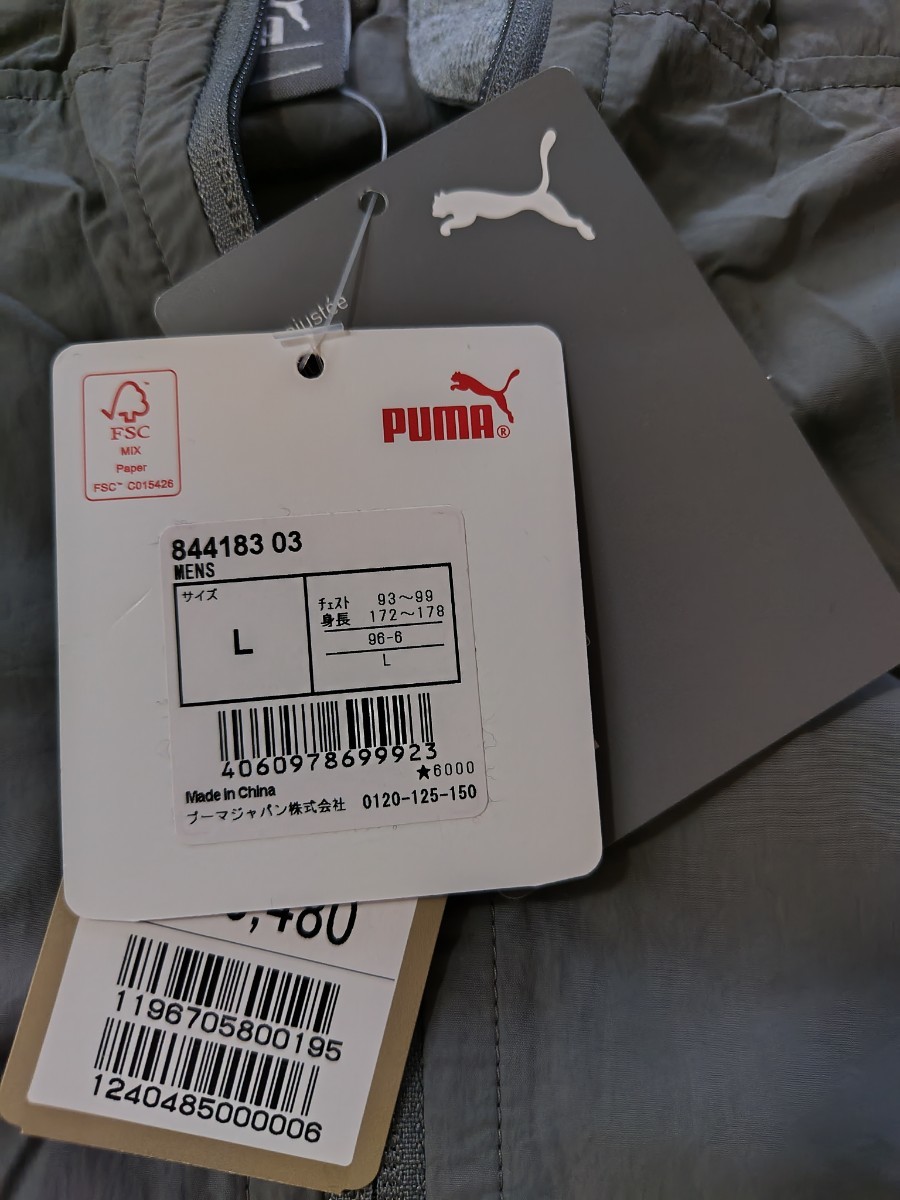 ajustée
FSC
MIX
Paper
FSC™ C015426
PUMA®
844183 03
MENS
サイズ
L
チェスト 93～99
身長 172～178
96-6
L
4060978699923
★6000
Made in China
プーマジャパン株式会社 0120-125-150
,480
1196705800195
1240485000006